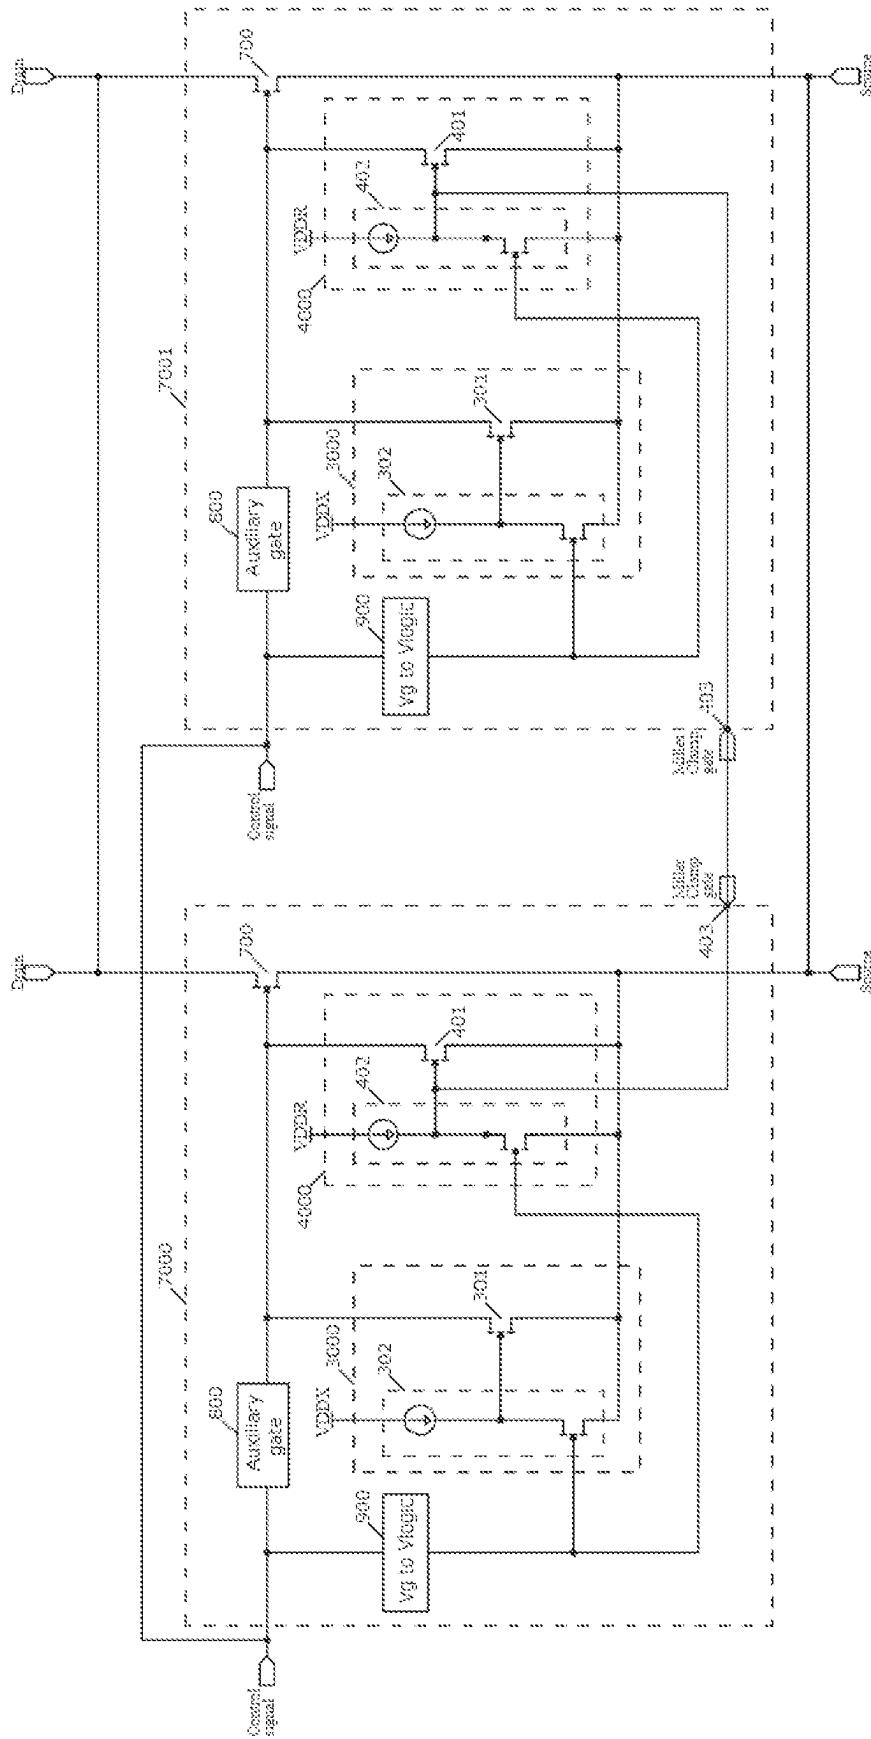 Control
signal
7000
Vg to Vlogic
900
Auxiliary
gate
800
VDDX
302
3000
301
4000
VDDR
402
401
700
Drain
Source
403
Miller
Clamp
gate
Control
signal
7001
Vg to Vlogic
900
Auxiliary
gate
800
VDDX
302
3000
301
4000
VDDR
402
401
700
Drain
Source
403
Miller
Clamp
gate